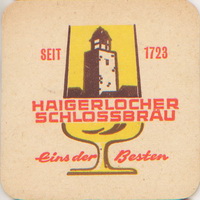 SEIT 1723
HAIGERLOCHER
SCHLOSSBRÄU
Eins der Besten